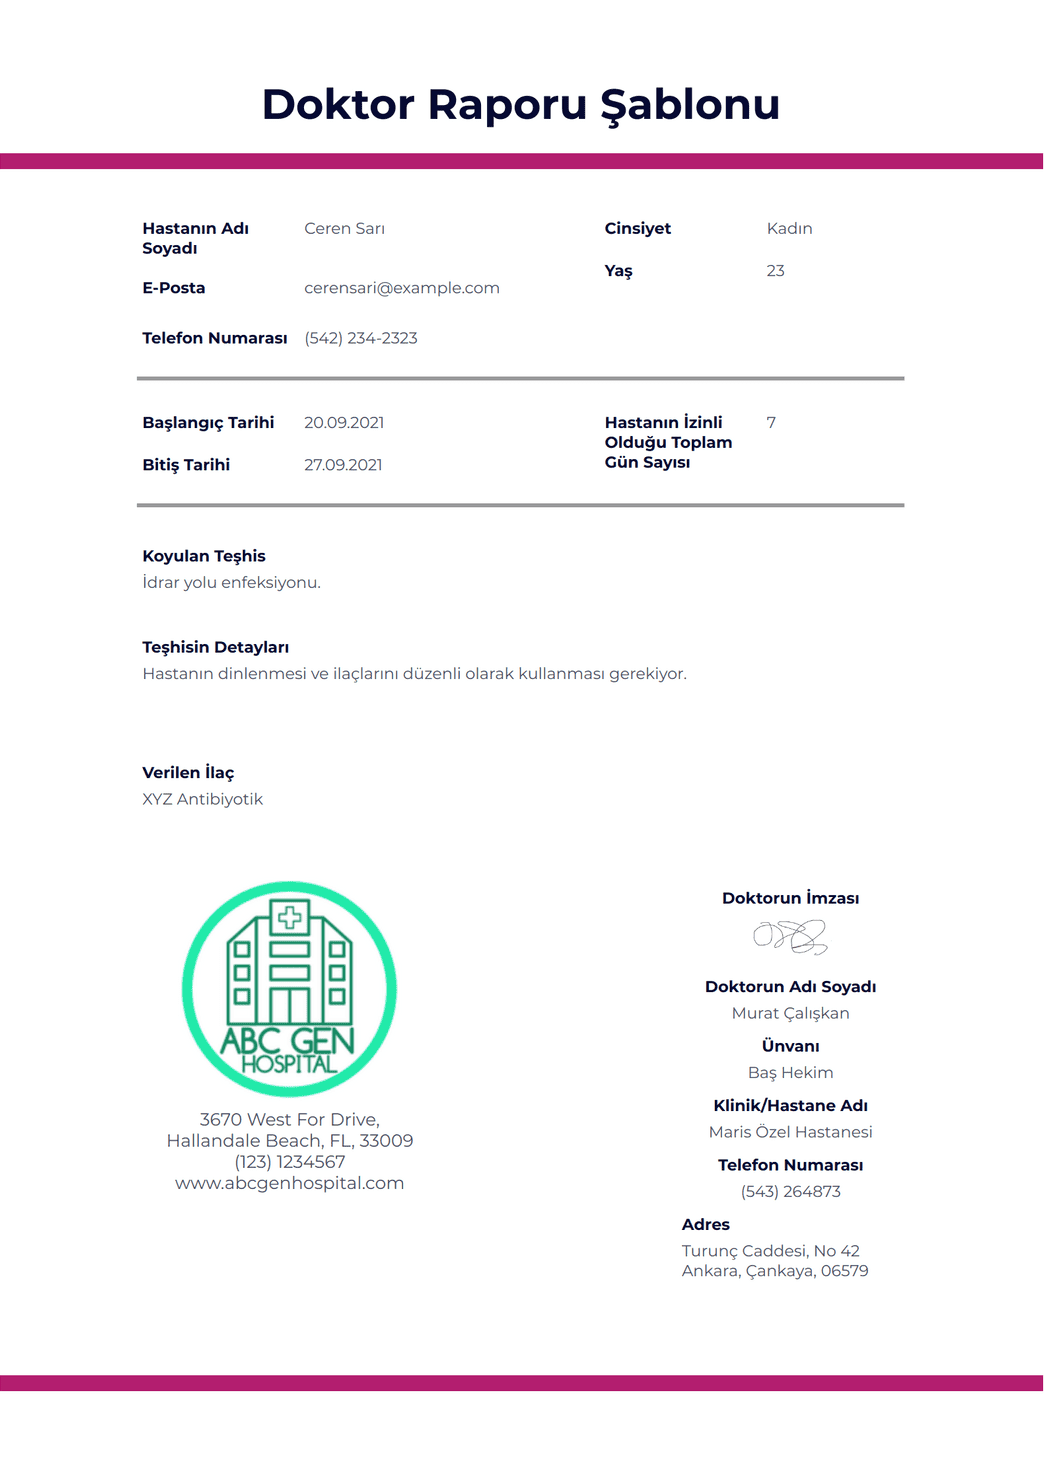 Doktor Raporu Şablonu
Hastanın Adı Soyadı Ceren Sarı
E-Posta cerensari@example.com
Telefon Numarası (542) 234-2323
Cinsiyet Kadın
Yaş 23
Başlangıç Tarihi 20.09.2021
Bitiş Tarihi 27.09.2021
Hastanın İzinli 7
Olduğu Toplam
Gün Sayısı
Koyulan Teşhis
İdrar yolu enfeksiyonu.
Teşhisin Detayları
Hastanın dinlenmesi ve ilaçlarını düzenli olarak kullanması gerekiyor.
Verilen İlaç
XYZ Antibiyotik
ABC GEN
HOSPITAL
3670 West For Drive,
Hallandale Beach, FL, 33009
(123) 1234567
www.abcgenhospital.com
Doktorun İmzası
Doktorun Adı Soyadı
Murat Çalışkan
Ünvanı
Baş Hekim
Klinik/Hastane Adı
Maris Özel Hastanesi
Telefon Numarası
(543) 264873
Adres
Turunç Caddesi, No 42
Ankara, Çankaya, 06579